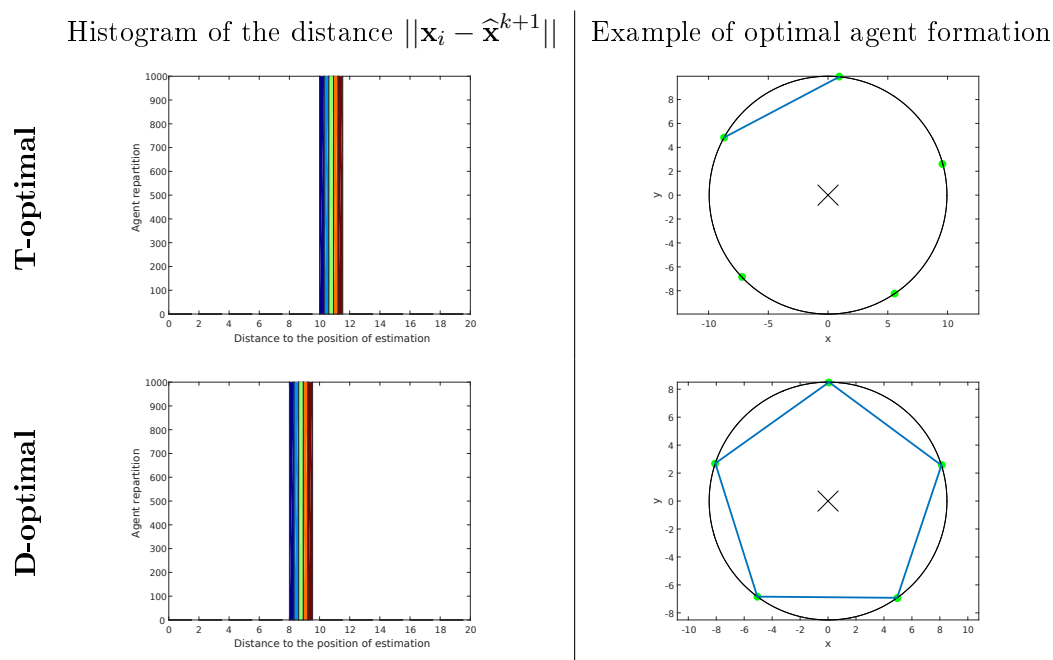 Histogram of the distance $||\mathbf{x}_i - \widehat{\mathbf{x}}^{k+1}||$
Example of optimal agent formation
T-optimal
1000
900
800
700
600
500
400
300
200
100
0
Agent repartition
0 2 4 6 8 10 12 14 16 18 20
Distance to the position of estimation
8
6
4
2
0
-2
-4
-6
-8
y
-10 -5 0 5 10
x
D-optimal
1000
900
800
700
600
500
400
300
200
100
0
Agent repartition
0 2 4 6 8 10 12 14 16 18 20
Distance to the position of estimation
8
6
4
2
0
-2
-4
-6
-8
y
-10 -8 -6 -4 -2 0 2 4 6 8 10
x